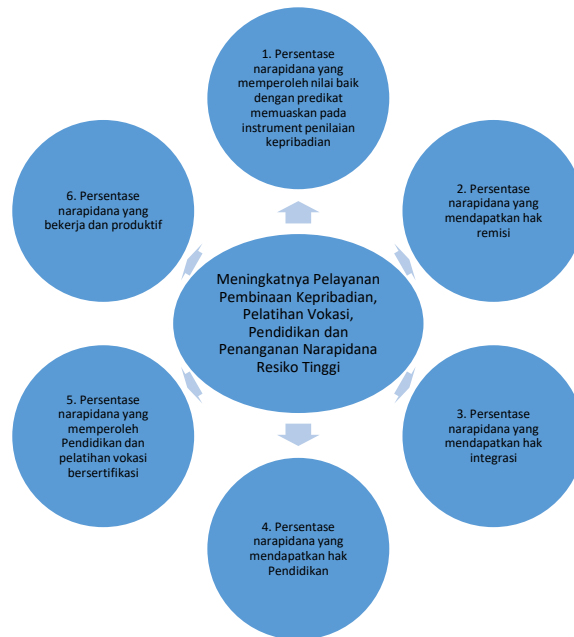 1. Persentase
narapidana yang
memperoleh nilai baik
dengan predikat
memuaskan pada
instrument penilaian
kepribadian
2. Persentase
narapidana yang
mendapatkan hak
remisi
3. Persentase
narapidana yang
mendapatkan hak
integrasi
4. Persentase
narapidana yang
mendapatkan hak
Pendidikan
5. Persentase
narapidana yang
memperoleh
Pendidikan dan
pelatihan vokasi
bersertifikasi
6. Persentase
narapidana yang
bekerja dan produktif
Meningkatnya Pelayanan
Pembinaan Kepribadian,
Pelatihan Vokasi,
Pendidikan dan
Penanganan Narapidana
Resiko Tinggi